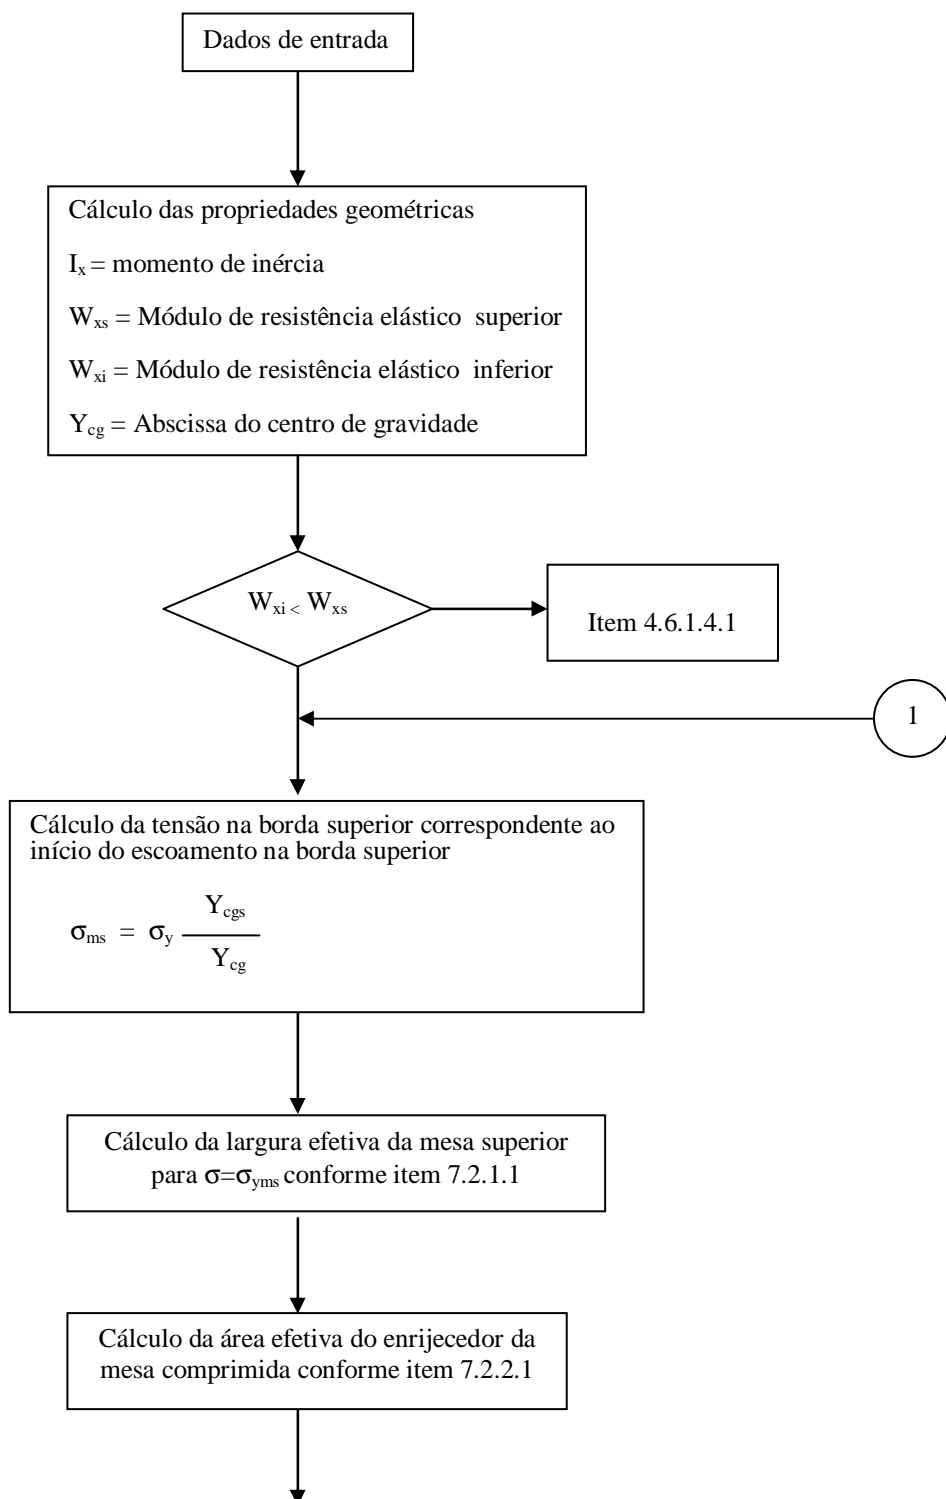 Dados de entrada
Cálculo das propriedades geométricas
Iₓ = momento de inércia
Wxs = Módulo de resistência elástico superior
Wxi = Módulo de resistência elástico inferior
Ycg = Abscissa do centro de gravidade
Wxi < Wxs
Item 4.6.1.4.1
1
Cálculo da tensão na borda superior correspondente ao
início do escoamento na borda superior
σms = σy Ycgs
Ycg
Cálculo da largura efetiva da mesa superior
para σ=σyms conforme item 7.2.1.1
Cálculo da área efetiva do enrijecedor da
mesa comprimida conforme item 7.2.2.1